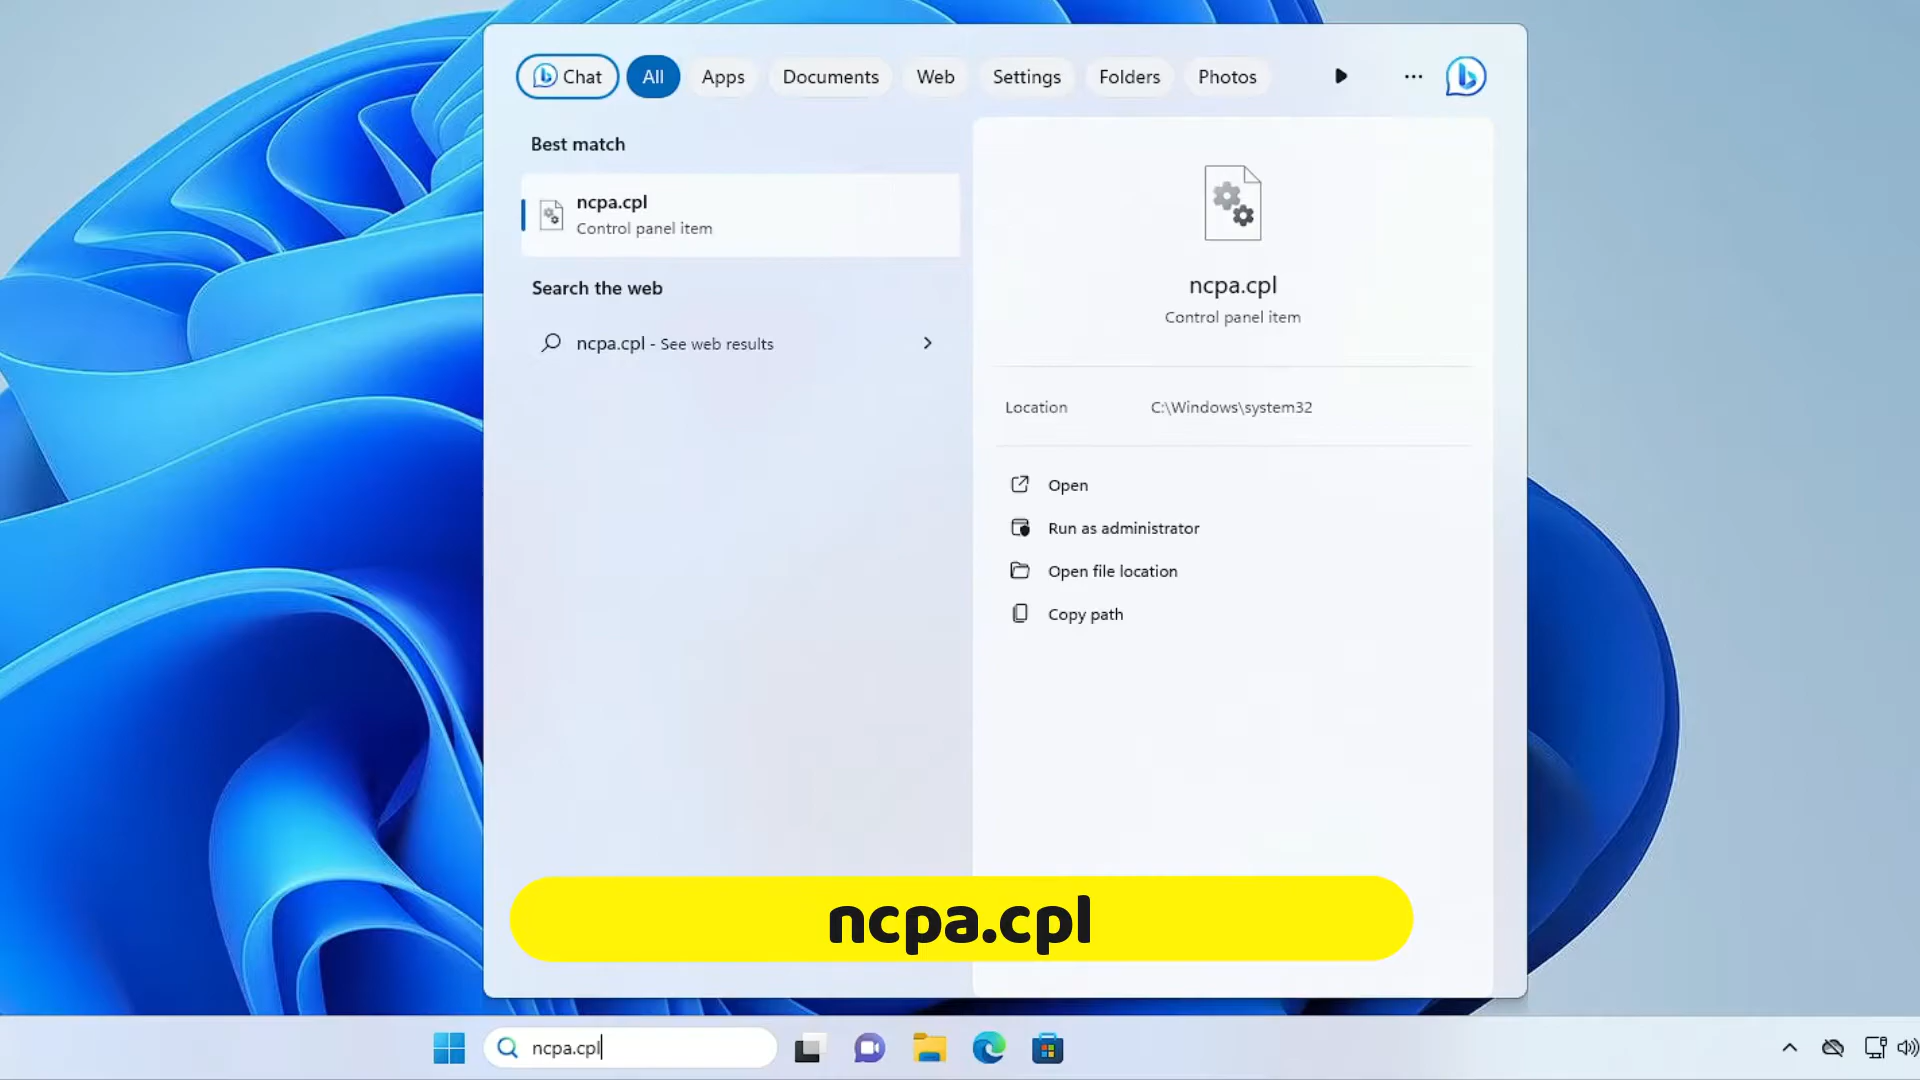 Chat
All
Apps
Documents
Web
Settings
Folders
Photos
Best match
ncpa.cpl
Control panel item
Search the web
ncpa.cpl - See web results
ncpa.cpl
Control panel item
Location C:\Windows\system32
Open
Run as administrator
Open file location
Copy path
ncpa.cpl
ncpa.cpl